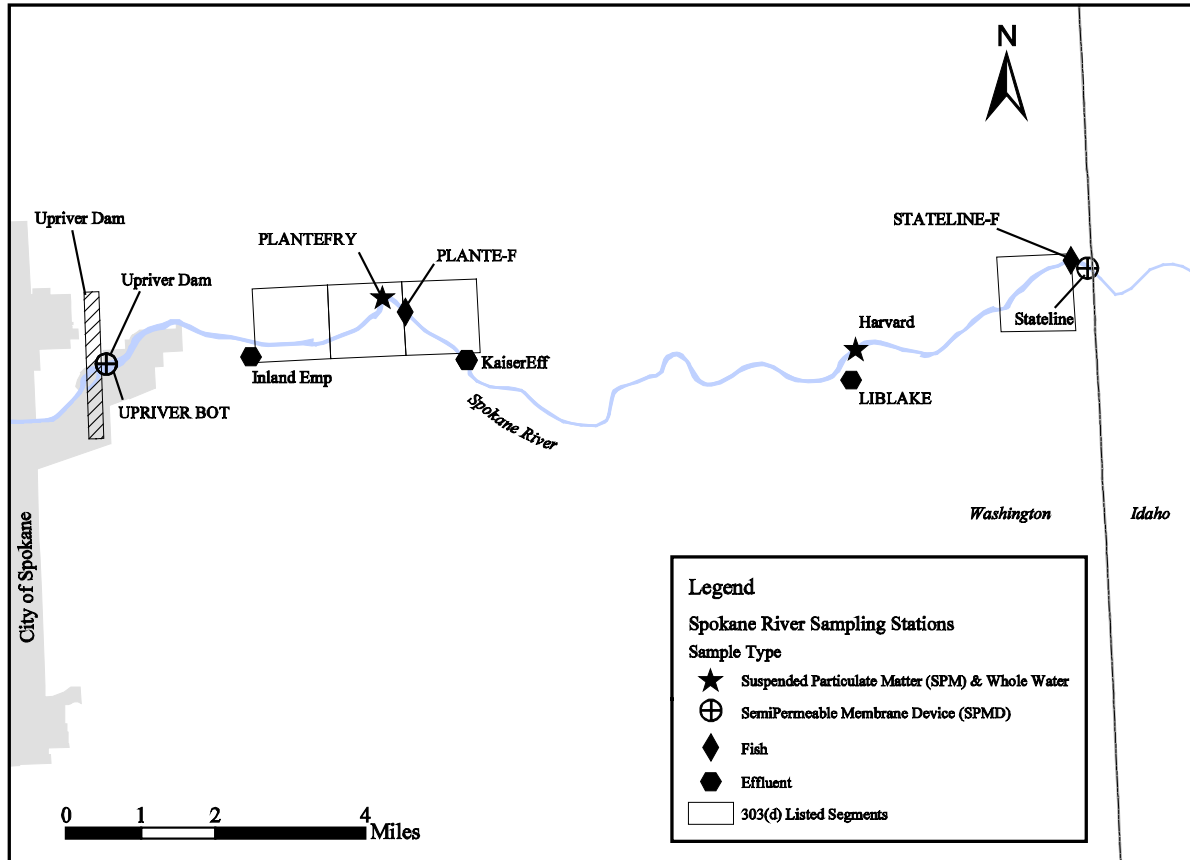 N
STATELINE-F
Upriver Dam
PLANTEFRY
PLANTE-F
Upriver Dam
Stateline
Harvard
Inland Emp
KaiserEff
LIBLAKE
UPRIVER BOT
Spokane River
Washington
Idaho
City of Spokane
Legend
Spokane River Sampling Stations
Sample Type
Suspended Particulate Matter (SPM) & Whole Water
SemiPermeable Membrane Device (SPMD)
Fish
Effluent
303(d) Listed Segments
0 1 2 4
Miles